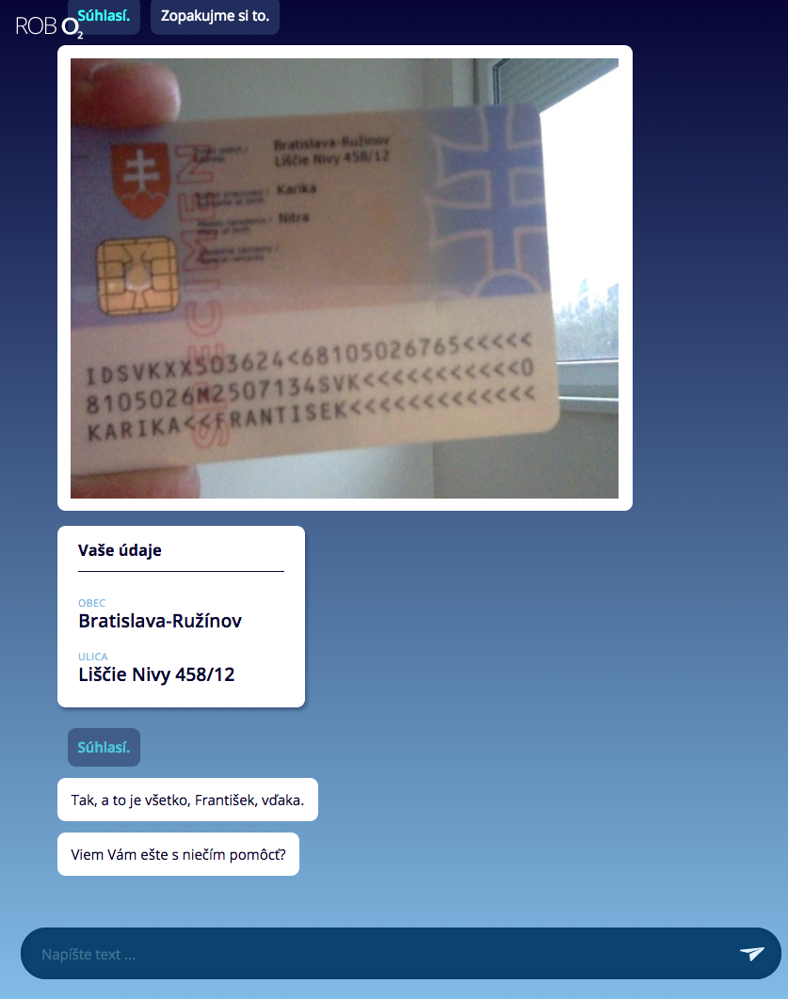 Súhlasí.
Zopakujme si to.
ROB O2
Bratislava-Ružinov
Liščie Nivy 458/12
Karika
Nitra
SPECIMEN
IDSVKXX503624<68105026765<<<<<
8105026M2507134SVK<<<<<<<<<<<0
KARIKA<<FRANTISEK<<<<<<<<<<<<<
Vaše údaje
OBEC
Bratislava-Ružínov
ULICA
Liščie Nivy 458/12
Súhlasí.
Tak, a to je všetko, František, vďaka.
Viem Vám ešte s niečím pomôcť?
Napíšte text ...